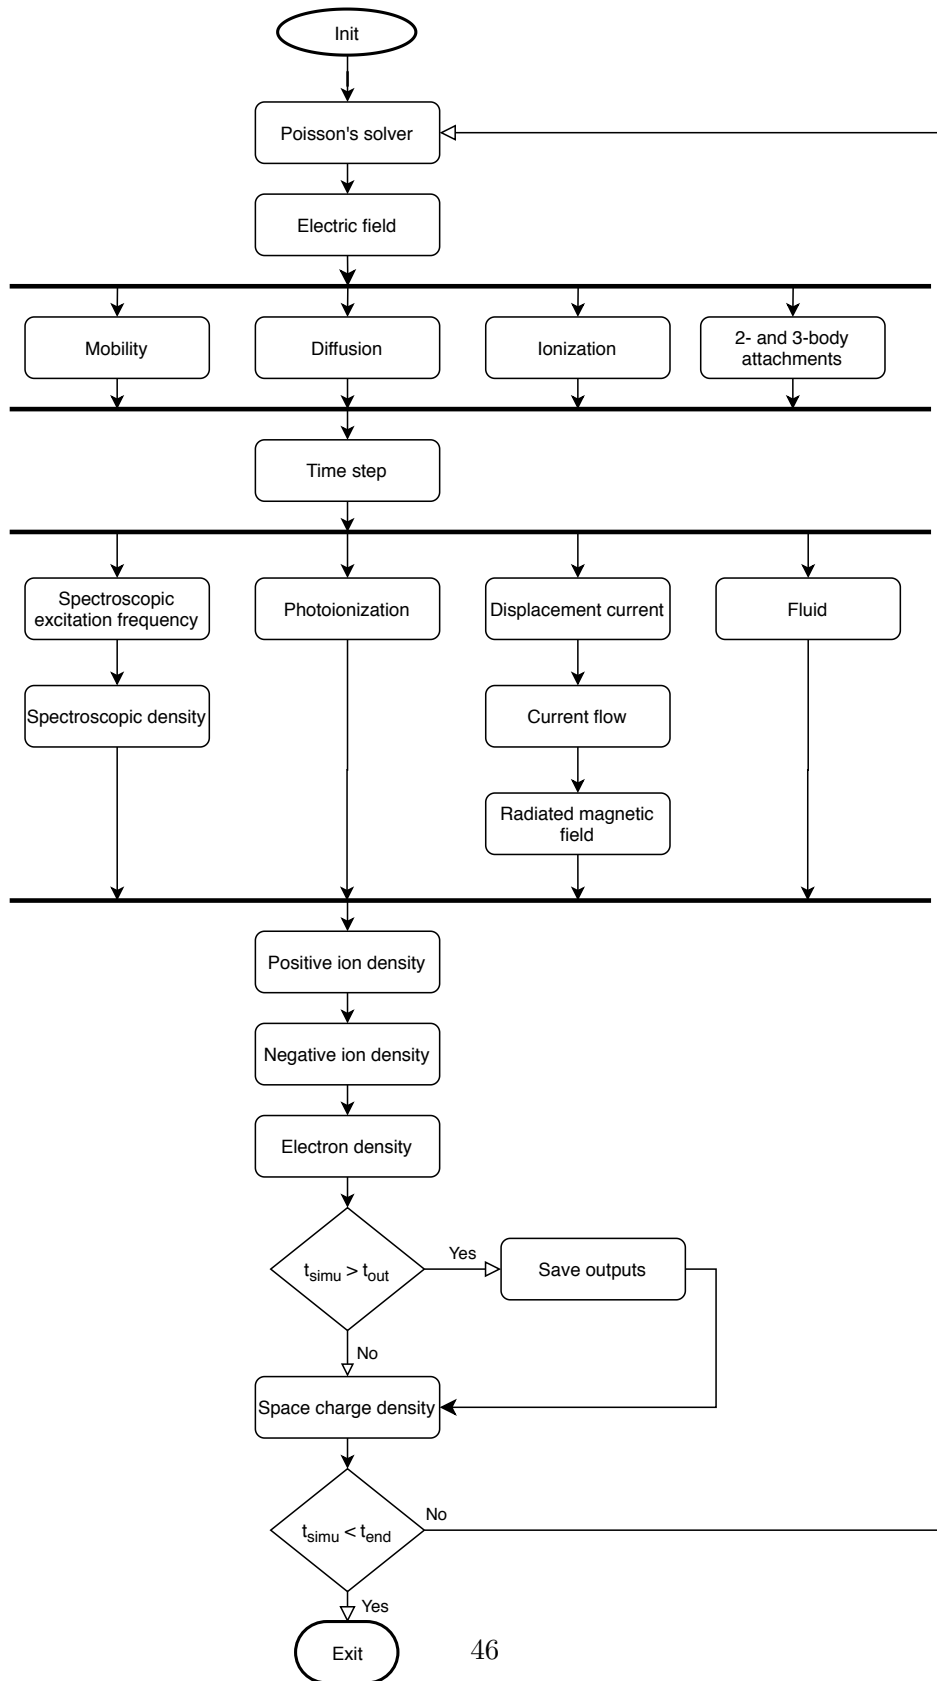 Init
Poisson's solver
Electric field
Mobility
Diffusion
Ionization
2- and 3-body
attachments
Time step
Spectroscopic
excitation frequency
Photoionization
Displacement current
Fluid
Spectroscopic density
Current flow
Radiated magnetic
field
Positive ion density
Negative ion density
Electron density
t_simu > t_out
Yes
Save outputs
No
Space charge density
t_simu < t_end
No
Yes
Exit
46